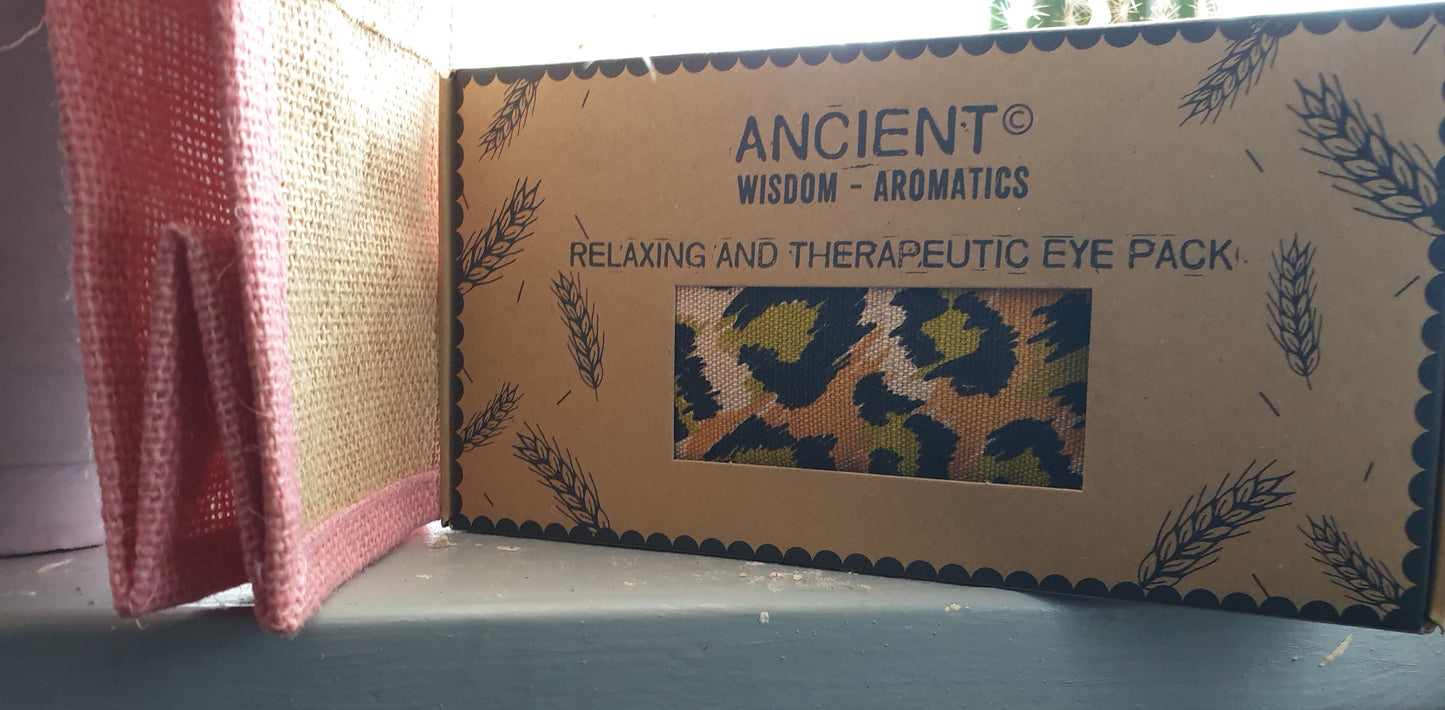 ANCIENT©
WISDOM - AROMATICS
RELAXING AND THERAPEUTIC EYE PACK